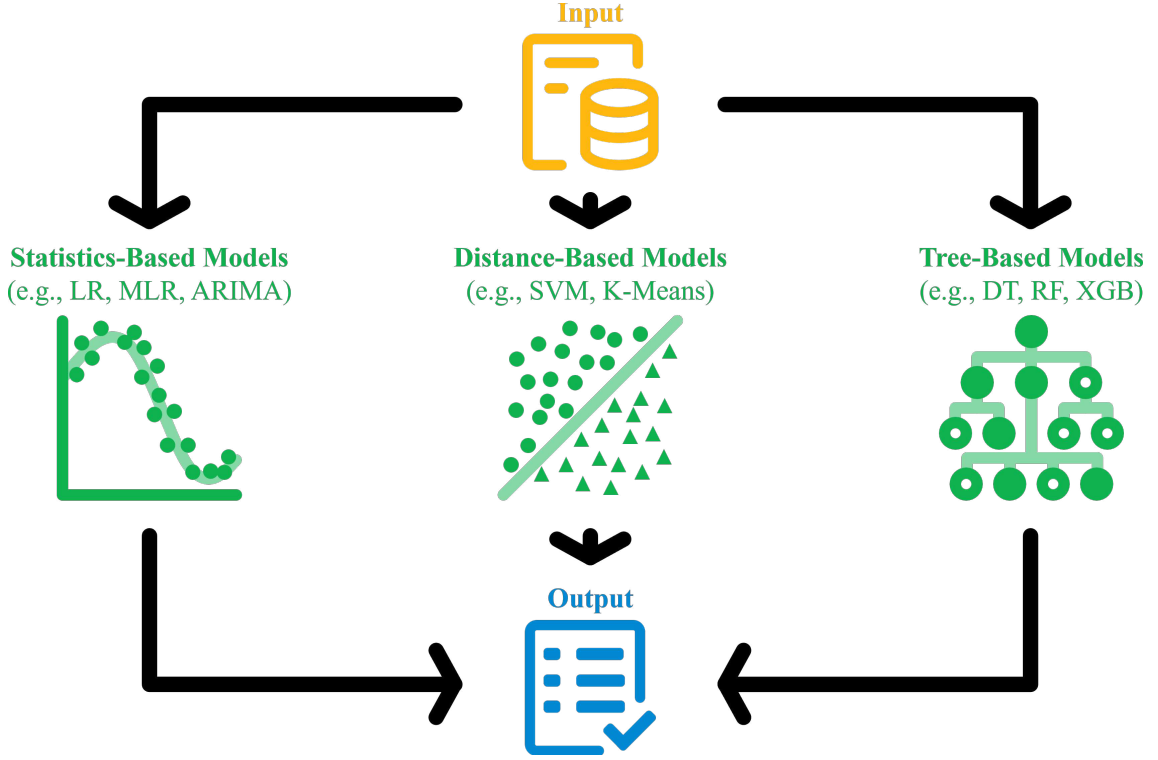 Input
Statistics-Based Models
(e.g., LR, MLR, ARIMA)
Distance-Based Models
(e.g., SVM, K-Means)
Tree-Based Models
(e.g., DT, RF, XGB)
Output